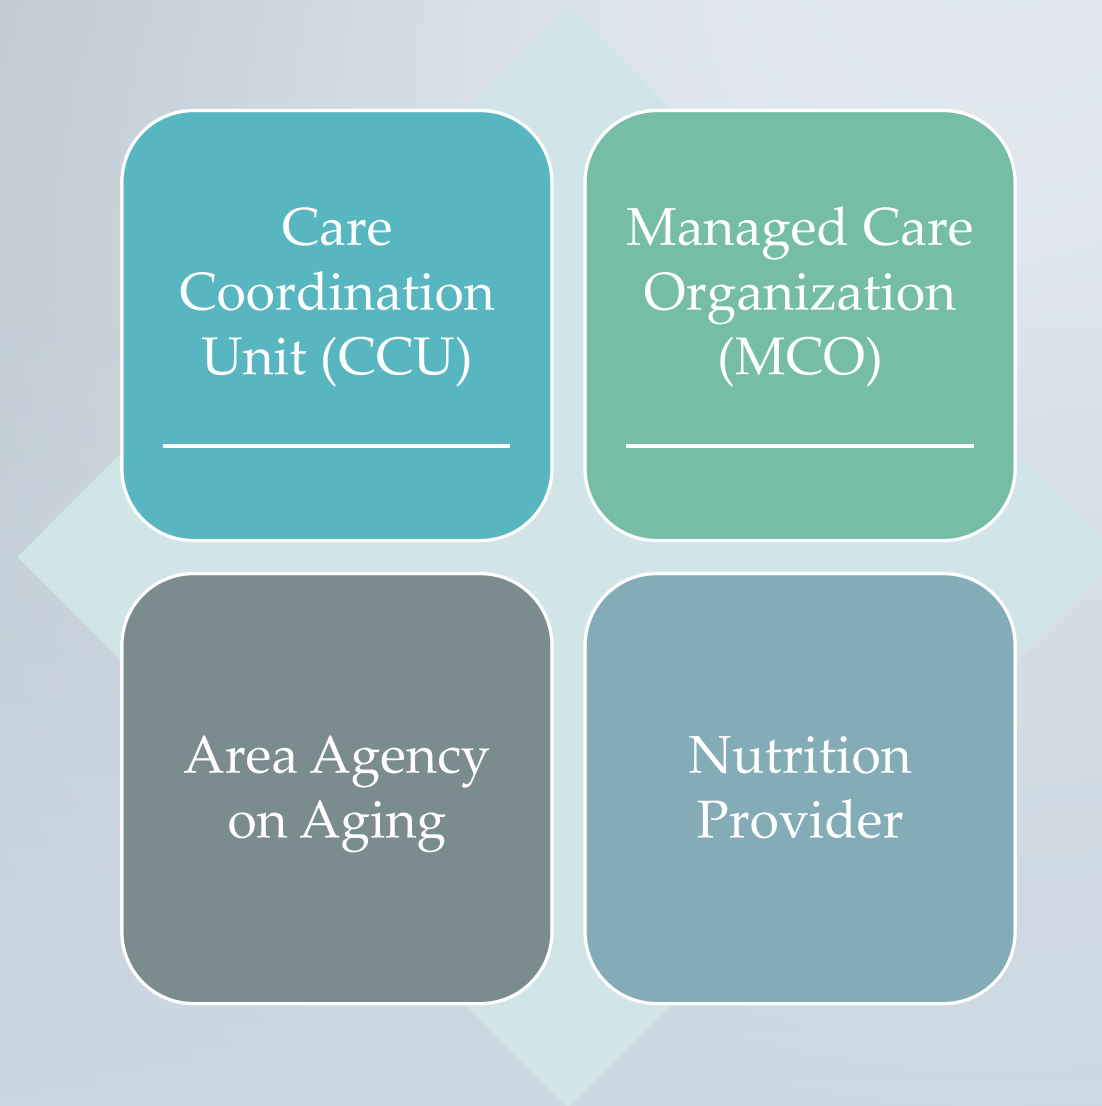 Care
Coordination
Unit (CCU)
Managed Care
Organization
(MCO)
Area Agency
on Aging
Nutrition
Provider